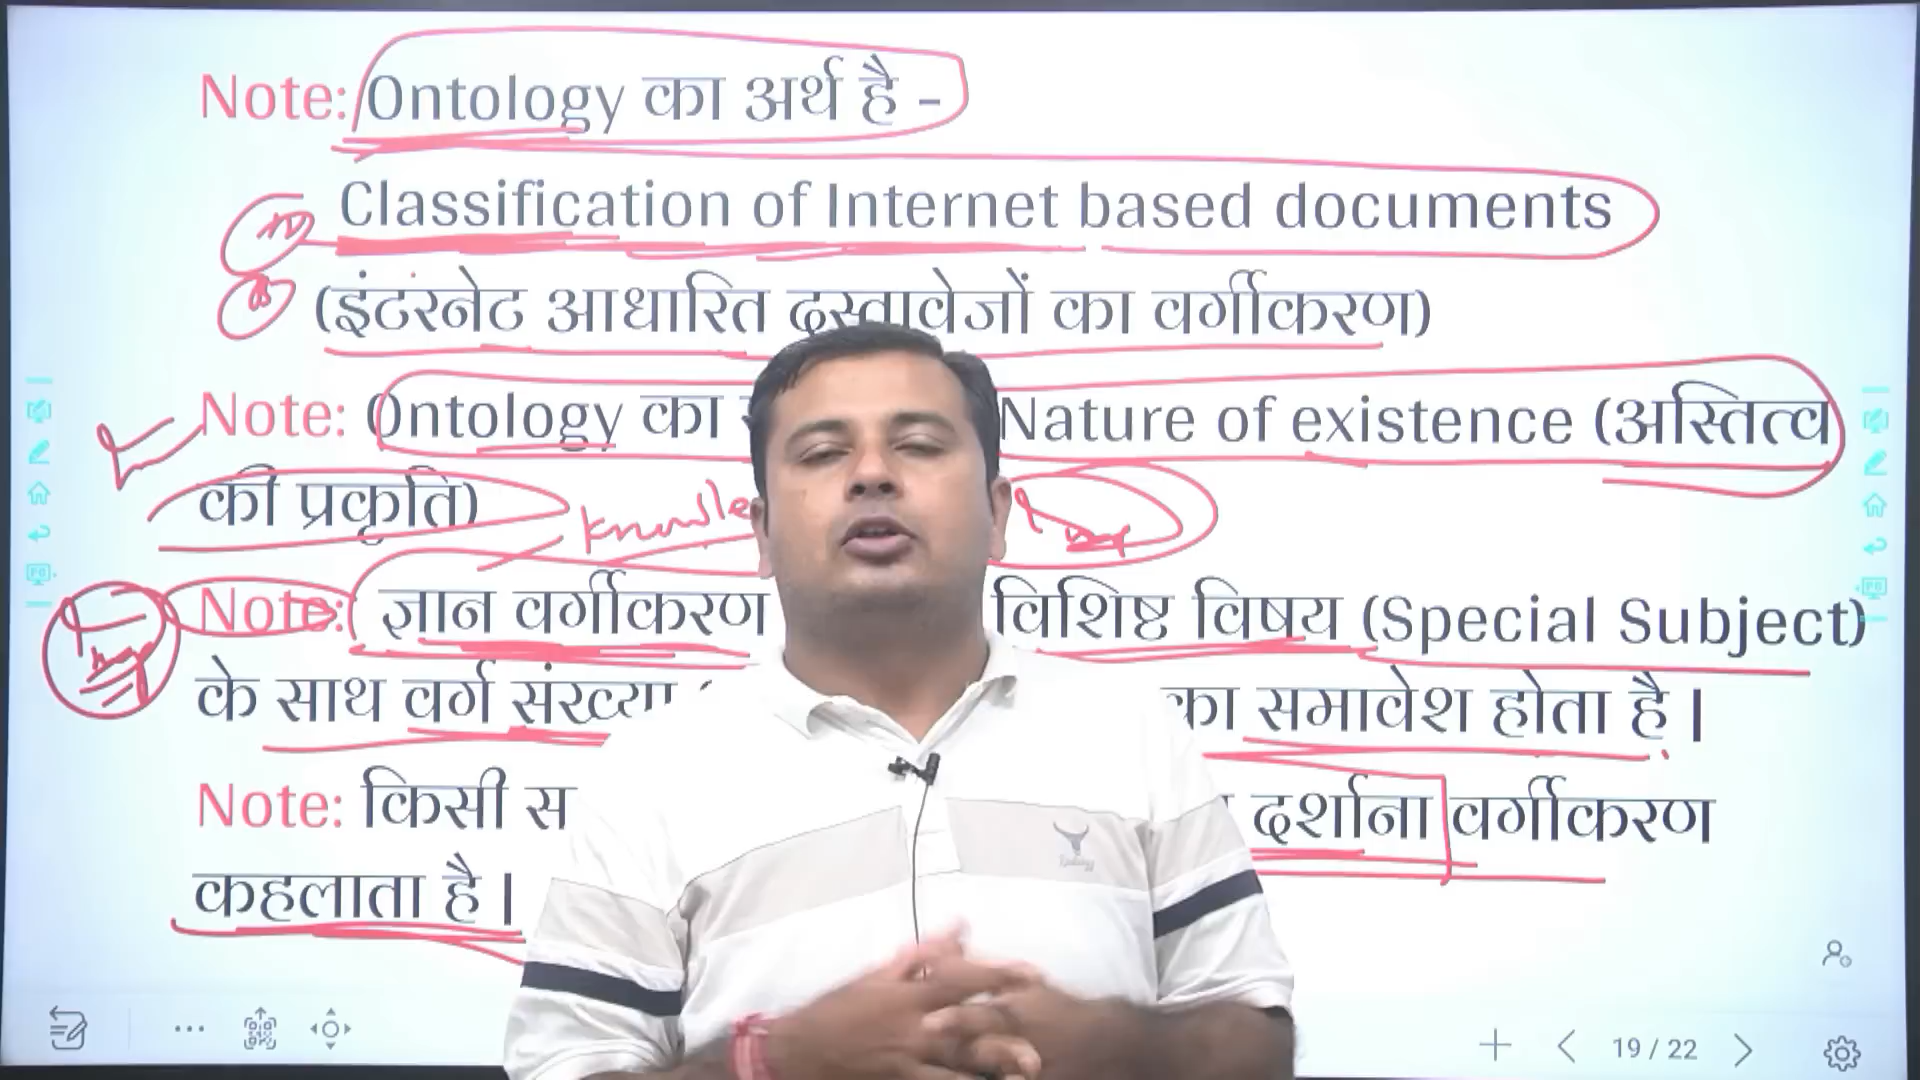 Note: Ontology का अर्थ है -
Classification of Internet based documents
(इंटरनेट आधारित दस्तावेजों का वर्गीकरण)
Note: Ontology का Nature of existence (अस्तित्व
की प्रकृति)
Note: ज्ञान वर्गीकरण विशिष्ट विषय (Special Subject)
के साथ वर्ग संख्या का समावेश होता है |
Note: किसी दर्शाना वर्गीकरण
कहलाता है |
19 / 22